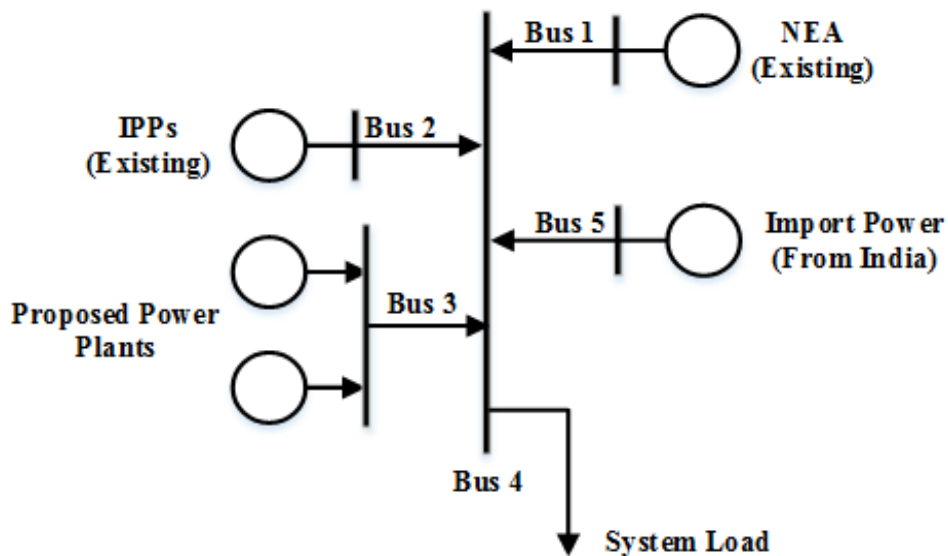 Bus 1
NEA
(Existing)
IPPs
(Existing)
Bus 2
Bus 5
Import Power
(From India)
Proposed Power
Plants
Bus 3
Bus 4
System Load